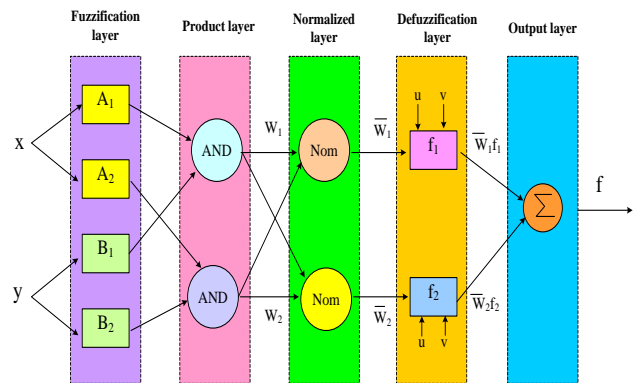 Fuzzification layer
Product layer
Normalized layer
Defuzzification layer
Output layer
x
y
A1
A2
B1
B2
AND
AND
W1
W2
Nom
Nom
W̅1
W̅2
u v
f1
f2
u v
W̅1f1
W̅2f2
Σ
f